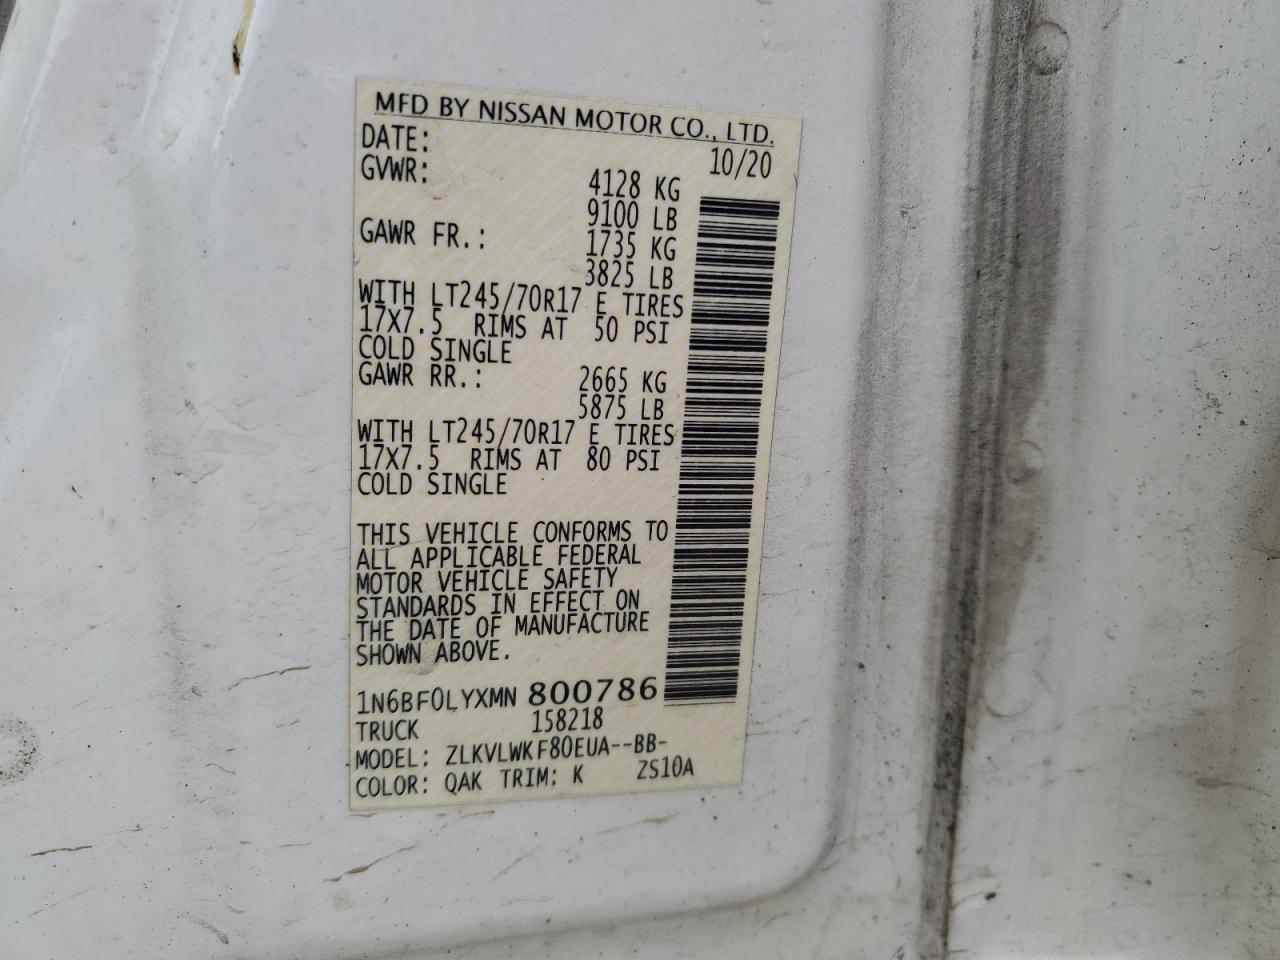 MFD BY NISSAN MOTOR CO., LTD.
DATE: 10/20
GVWR: 4128 KG
9100 LB
GAWR FR.: 1735 KG
3825 LB
WITH LT245/70R17 E TIRES
17X7.5 RIMS AT 50 PSI
COLD SINGLE
GAWR RR.: 2665 KG
5875 LB
WITH LT245/70R17 E TIRES
17X7.5 RIMS AT 80 PSI
COLD SINGLE
THIS VEHICLE CONFORMS TO
ALL APPLICABLE FEDERAL
MOTOR VEHICLE SAFETY
STANDARDS IN EFFECT ON
THE DATE OF MANUFACTURE
SHOWN ABOVE.
1N6BF0LYXMN 800786
TRUCK 158218
MODEL: ZLKVLWKF80EUA--BB-
COLOR: QAK TRIM: K ZS10A